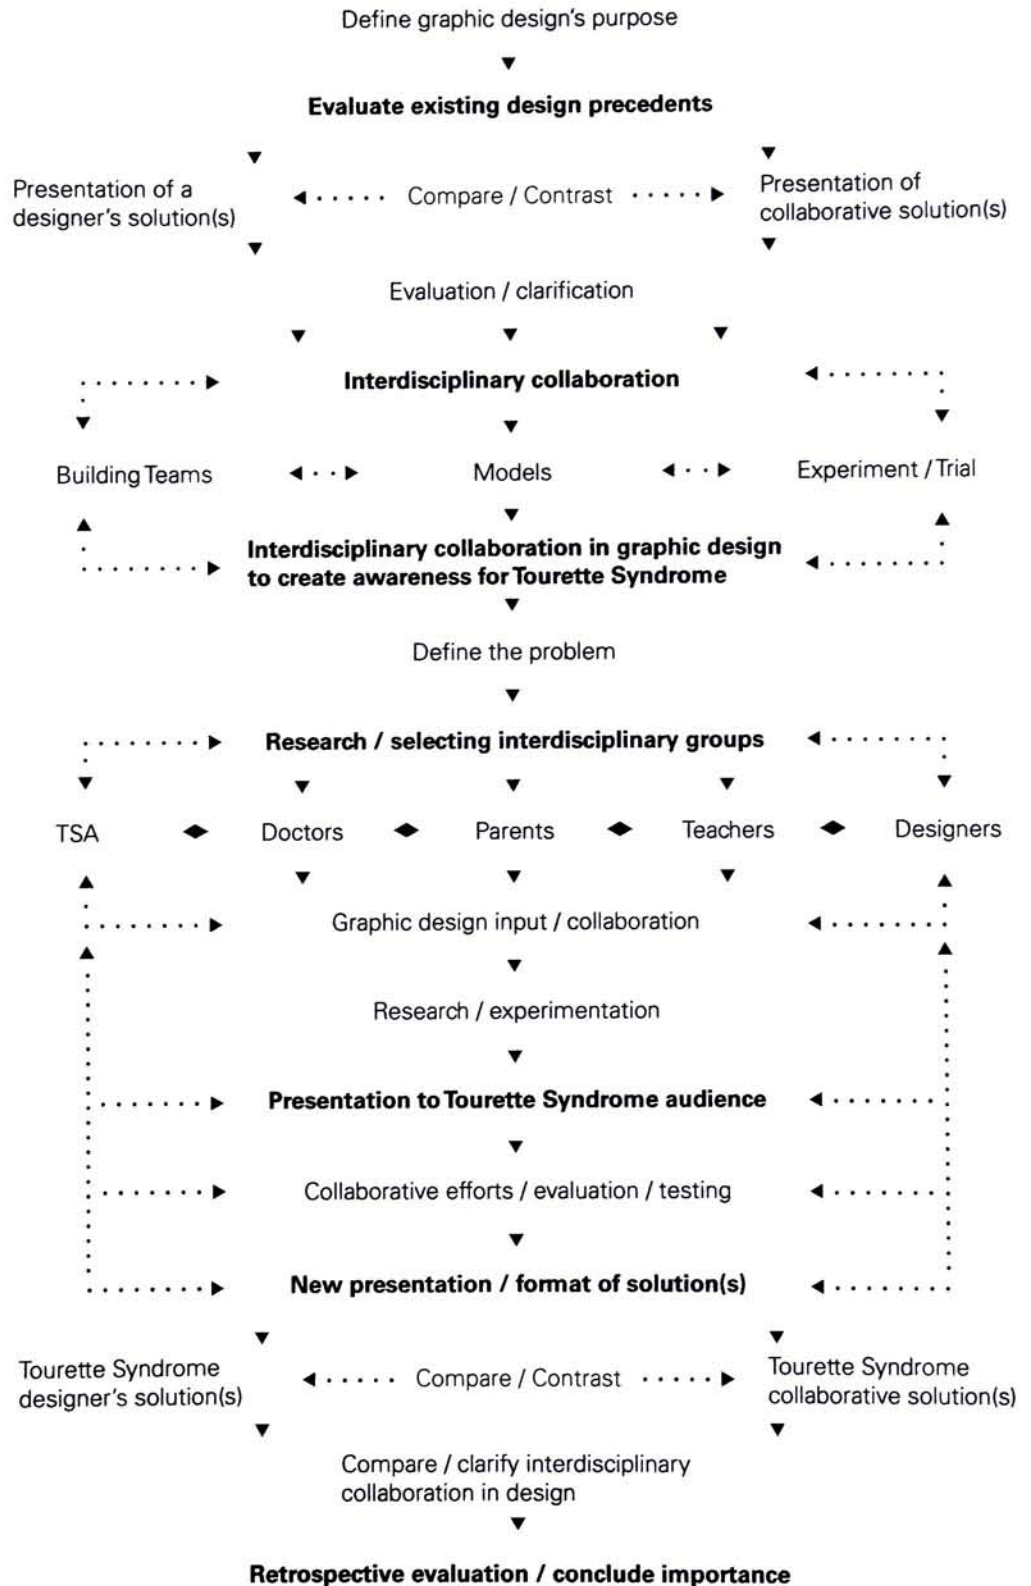 Define graphic design's purpose
Evaluate existing design precedents
Presentation of a
designer's solution(s)
Compare / Contrast
Presentation of
collaborative solution(s)
Evaluation / clarification
Interdisciplinary collaboration
Building Teams
Models
Experiment / Trial
Interdisciplinary collaboration in graphic design
to create awareness for Tourette Syndrome
Define the problem
Research / selecting interdisciplinary groups
TSA
Doctors
Parents
Teachers
Designers
Graphic design input / collaboration
Research / experimentation
Presentation to Tourette Syndrome audience
Collaborative efforts / evaluation / testing
New presentation / format of solution(s)
Tourette Syndrome
designer's solution(s)
Compare / Contrast
Tourette Syndrome
collaborative solution(s)
Compare / clarify interdisciplinary
collaboration in design
Retrospective evaluation / conclude importance